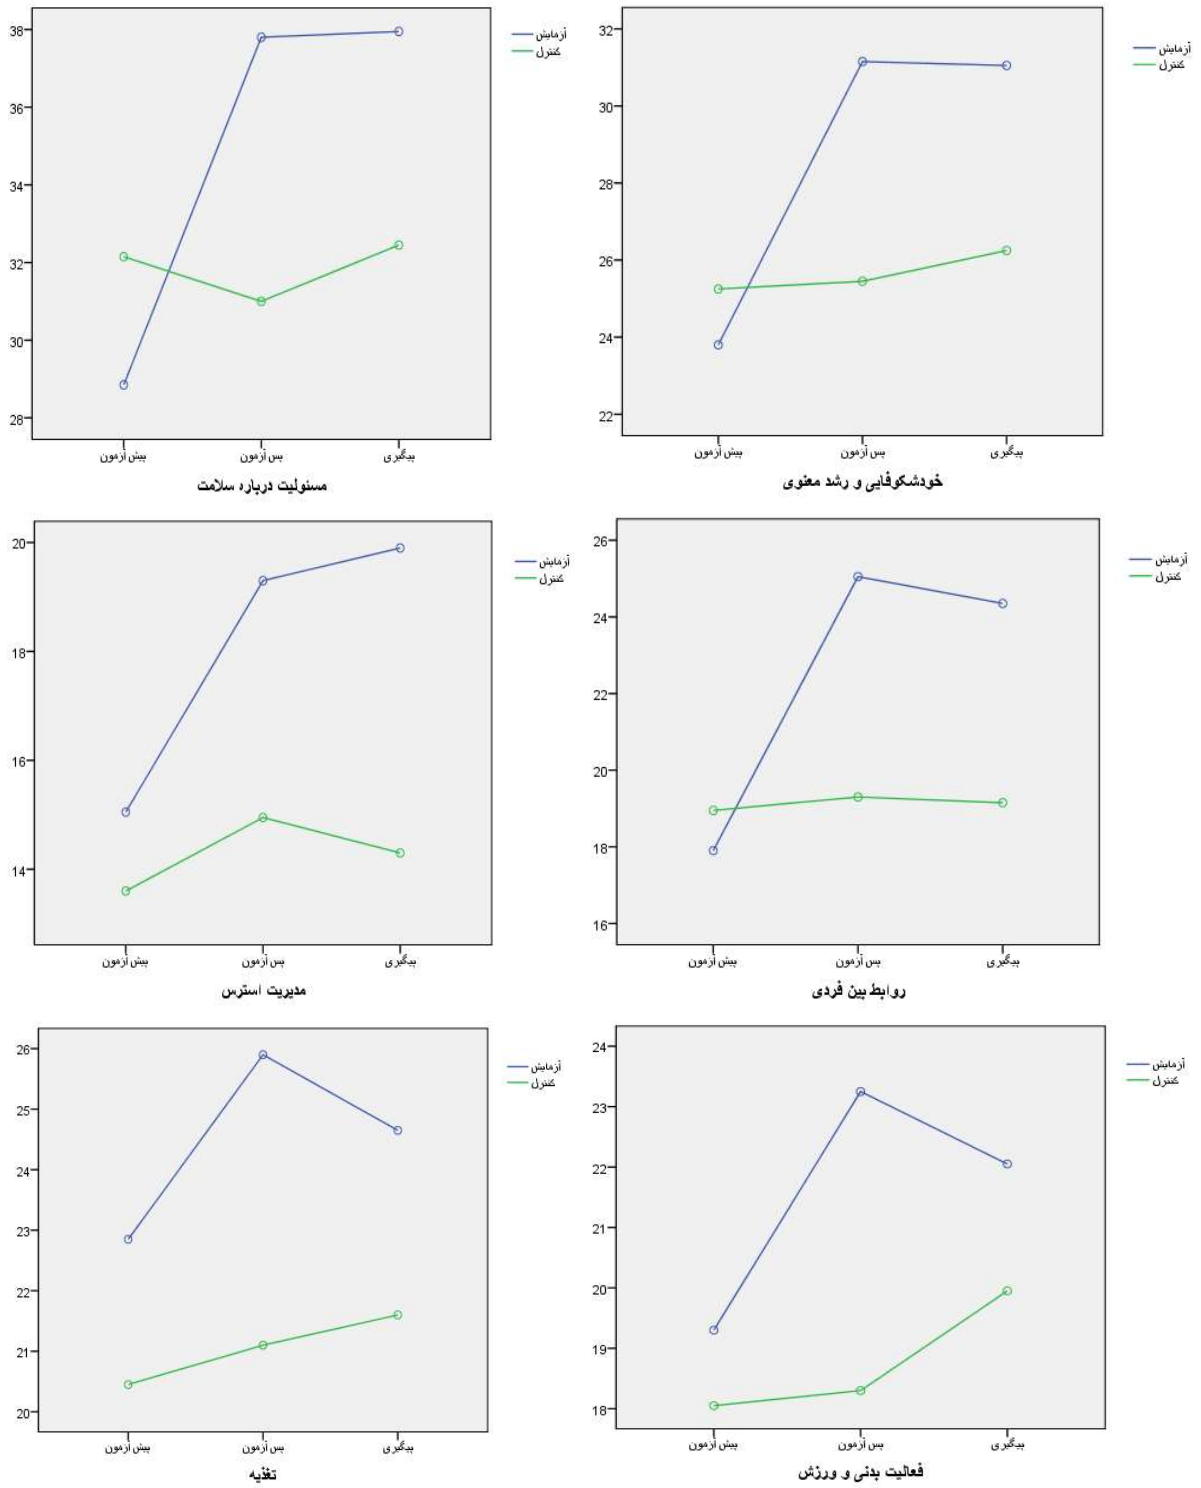 38
36
34
32
30
28
آزمایش
کنترل
پیش آزمون
پس آزمون
پیگیری
مسئولیت درباره سلامت
32
30
28
26
24
22
آزمایش
کنترل
پیش آزمون
پس آزمون
پیگیری
خودشکوفایی و رشد معنوی
20
18
16
14
آزمایش
کنترل
پیش آزمون
پس آزمون
پیگیری
مدیریت استرس
26
24
22
20
18
16
آزمایش
کنترل
پیش آزمون
پس آزمون
پیگیری
روابط بین فردی
26
25
24
23
22
21
20
آزمایش
کنترل
پیش آزمون
پس آزمون
پیگیری
تغذیه
24
23
22
21
20
19
18
آزمایش
کنترل
پیش آزمون
پس آزمون
پیگیری
فعالیت بدنی و ورزش